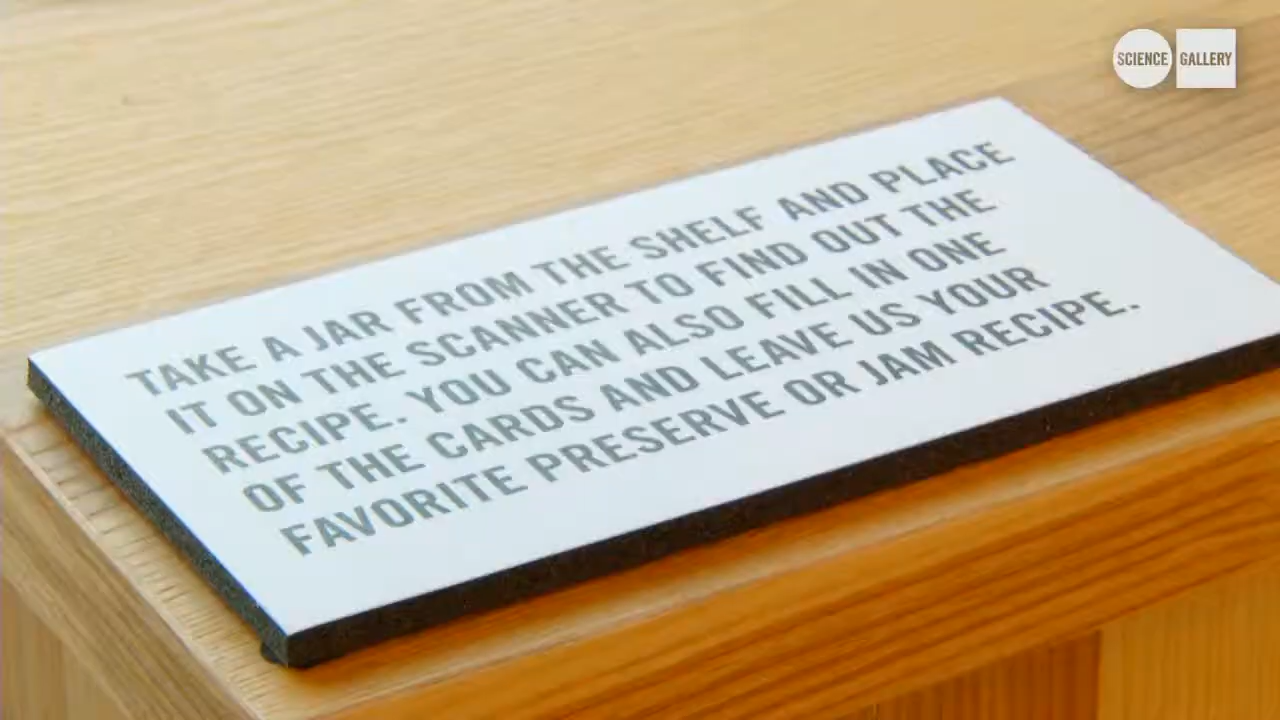 SCIENCE GALLERY
TAKE A JAR FROM THE SHELF AND PLACE
IT ON THE SCANNER TO FIND OUT THE
RECIPE. YOU CAN ALSO FILL IN ONE
OF THE CARDS AND LEAVE US YOUR
FAVORITE PRESERVE OR JAM RECIPE.